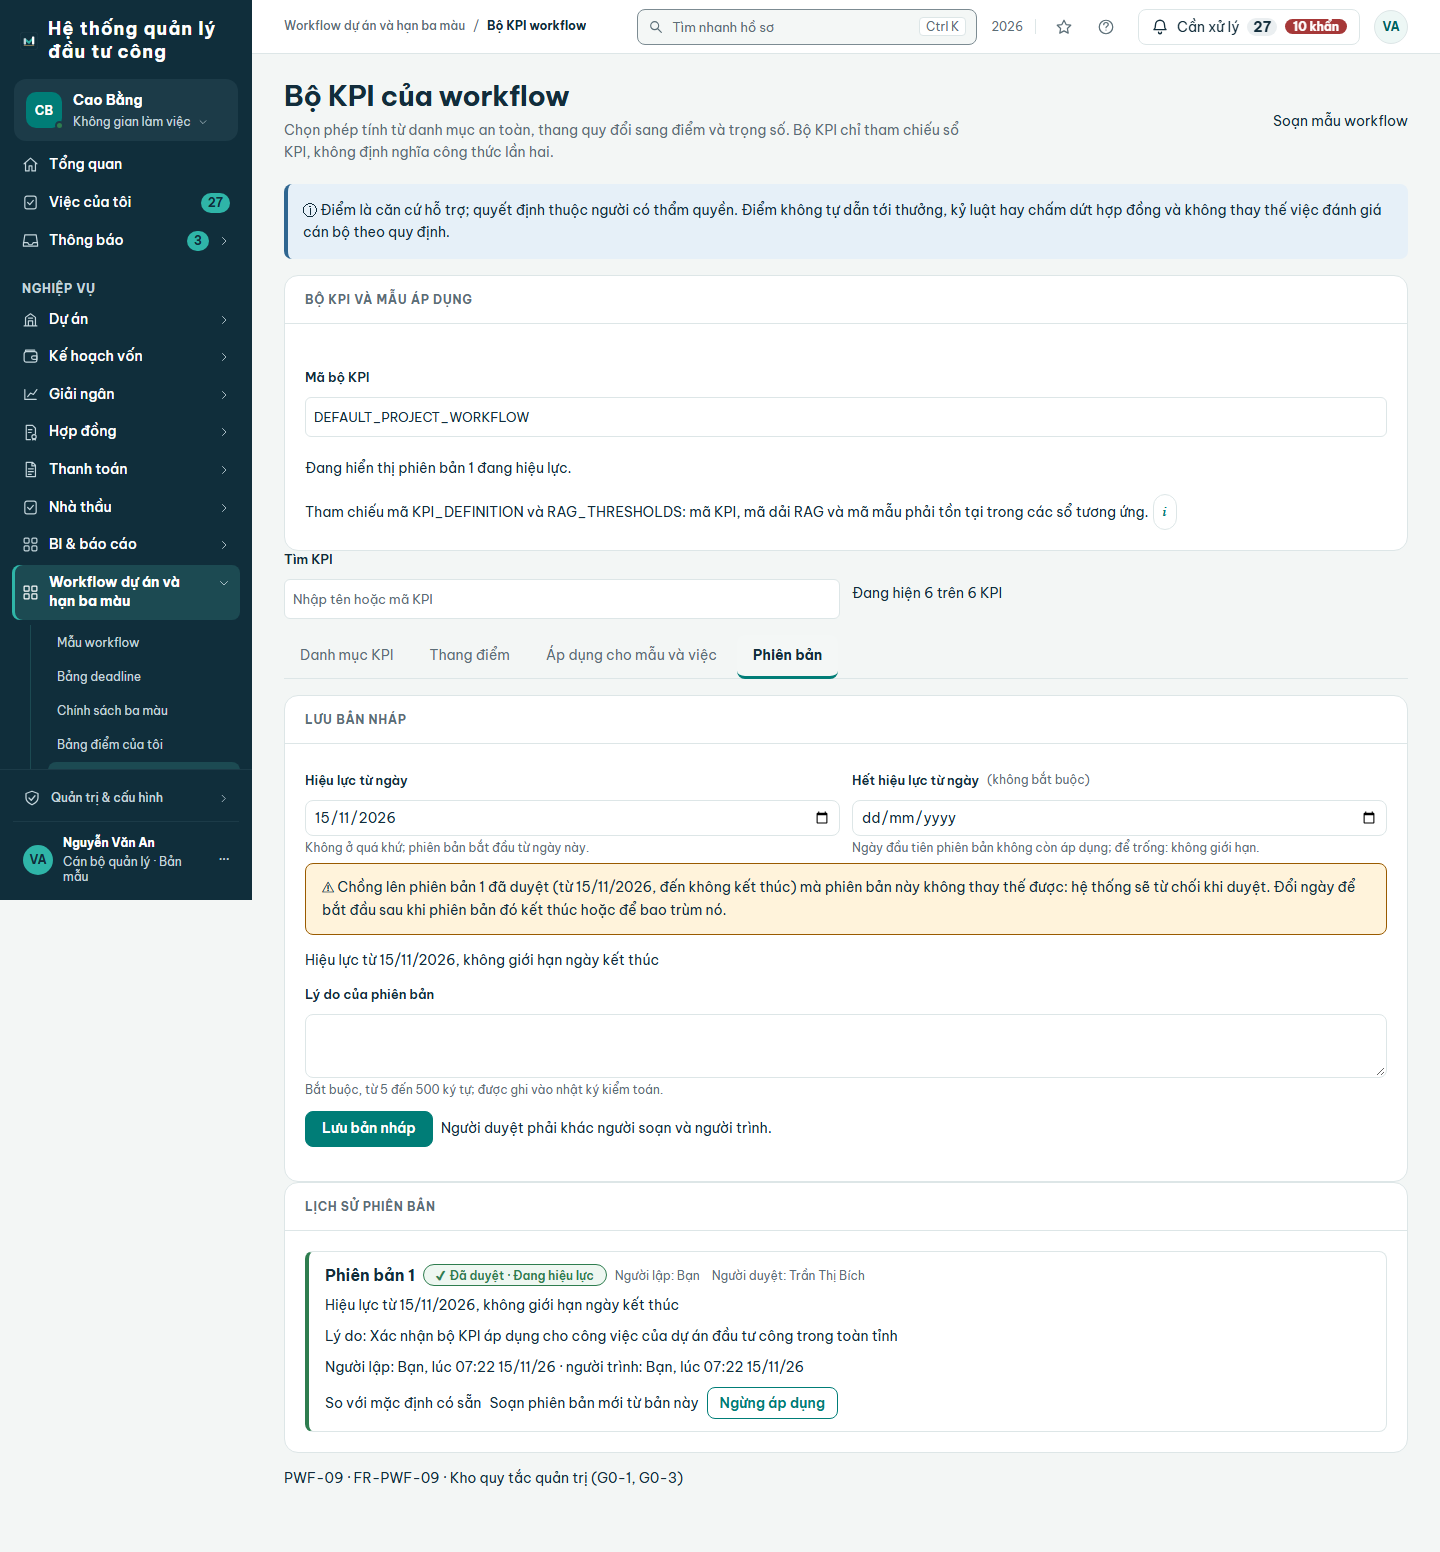 Hệ thống quản lý
đầu tư công
CB
Cao Bằng
Không gian làm việc
Tổng quan
Việc của tôi
27
Thông báo
3
NGHIỆP VỤ
Dự án
Kế hoạch vốn
Giải ngân
Hợp đồng
Thanh toán
Nhà thầu
BI & báo cáo
Workflow dự án và
hạn ba màu
Mẫu workflow
Bảng deadline
Chính sách ba màu
Bảng điểm của tôi
Quản trị & cấu hình
VA
Nguyễn Văn An
Cán bộ quản lý · Bản
mẫu
Workflow dự án và hạn ba màu / Bộ KPI workflow
Tìm nhanh hồ sơ
Ctrl K
2026
Cần xử lý 27 10 khẩn
VA
Bộ KPI của workflow
Chọn phép tính từ danh mục an toàn, thang quy đổi sang điểm và trọng số. Bộ KPI chỉ tham chiếu sổ
KPI, không định nghĩa công thức lần hai.
Soạn mẫu workflow
Điểm là căn cứ hỗ trợ; quyết định thuộc người có thẩm quyền. Điểm không tự dẫn tới thưởng, kỷ luật hay chấm dứt hợp đồng và không thay thế việc đánh giá
cán bộ theo quy định.
BỘ KPI VÀ MẪU ÁP DỤNG
Mã bộ KPI
DEFAULT_PROJECT_WORKFLOW
Đang hiển thị phiên bản 1 đang hiệu lực.
Tham chiếu mã KPI_DEFINITION và RAG_THRESHOLDS: mã KPI, mã dải RAG và mã mẫu phải tồn tại trong các sổ tương ứng. i
Tìm KPI
Nhập tên hoặc mã KPI
Đang hiện 6 trên 6 KPI
Danh mục KPI
Thang điểm
Áp dụng cho mẫu và việc
Phiên bản
LƯU BẢN NHÁP
Hiệu lực từ ngày
15/11/2026
Không ở quá khứ; phiên bản bắt đầu từ ngày này.
Hết hiệu lực từ ngày (không bắt buộc)
dd/mm/yyyy
Ngày đầu tiên phiên bản không còn áp dụng; để trống: không giới hạn.
⚠ Chồng lên phiên bản 1 đã duyệt (từ 15/11/2026, đến không kết thúc) mà phiên bản này không thay thế được: hệ thống sẽ từ chối khi duyệt. Đổi ngày để
bắt đầu sau khi phiên bản đó kết thúc hoặc để bao trùm nó.
Hiệu lực từ 15/11/2026, không giới hạn ngày kết thúc
Lý do của phiên bản
Bắt buộc, từ 5 đến 500 ký tự; được ghi vào nhật ký kiểm toán.
Lưu bản nháp
Người duyệt phải khác người soạn và người trình.
LỊCH SỬ PHIÊN BẢN
Phiên bản 1 ✓ Đã duyệt · Đang hiệu lực Người lập: Bạn Người duyệt: Trần Thị Bích
Hiệu lực từ 15/11/2026, không giới hạn ngày kết thúc
Lý do: Xác nhận bộ KPI áp dụng cho công việc của dự án đầu tư công trong toàn tỉnh
Người lập: Bạn, lúc 07:22 15/11/26 · người trình: Bạn, lúc 07:22 15/11/26
So với mặc định có sẵn Soạn phiên bản mới từ bản này Ngừng áp dụng
PWF-09 · FR-PWF-09 · Kho quy tắc quản trị (G0-1, G0-3)